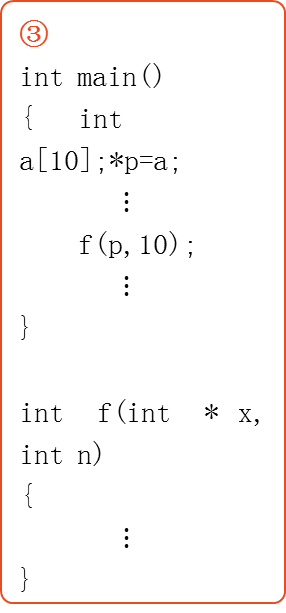 ③
int main()
{ int
a[10];*p=a;
⋮
f(p,10);
⋮
}
int f(int * x,
int n)
{
⋮
}